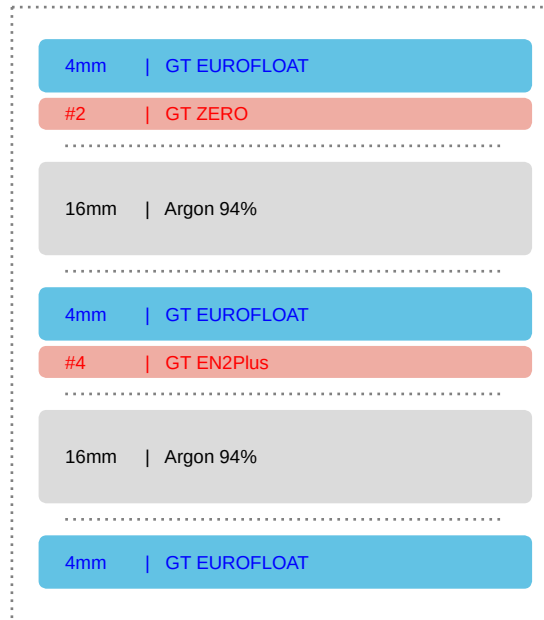 4mm | GT EUROFLOAT
#2 | GT ZERO
16mm | Argon 94%
4mm | GT EUROFLOAT
#4 | GT EN2Plus
16mm | Argon 94%
4mm | GT EUROFLOAT